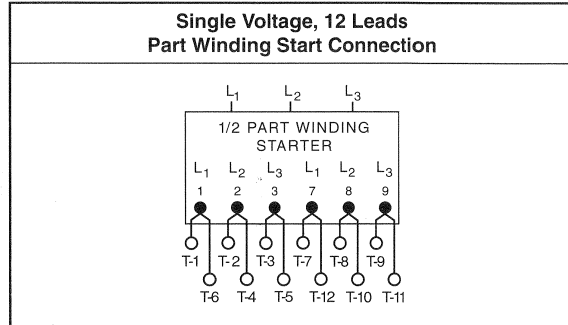 Single Voltage, 12 Leads
Part Winding Start Connection
L1 L2 L3
1/2 PART WINDING
STARTER
L1 L2 L3 L1 L2 L3
1 2 3 7 8 9
T-1 T-2 T-3 T-7 T-8 T-9
T-6 T-4 T-5 T-12 T-10 T-11